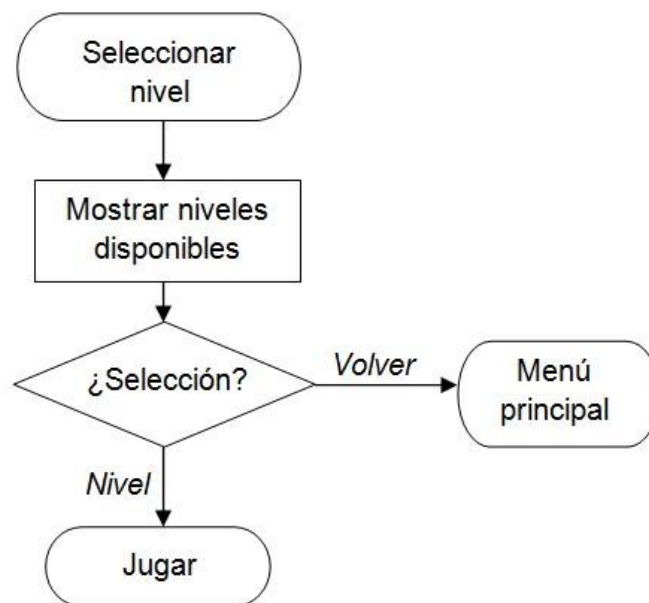 Seleccionar
nivel
Mostrar niveles
disponibles
¿Selección?
Volver
Menú
principal
Nivel
Jugar